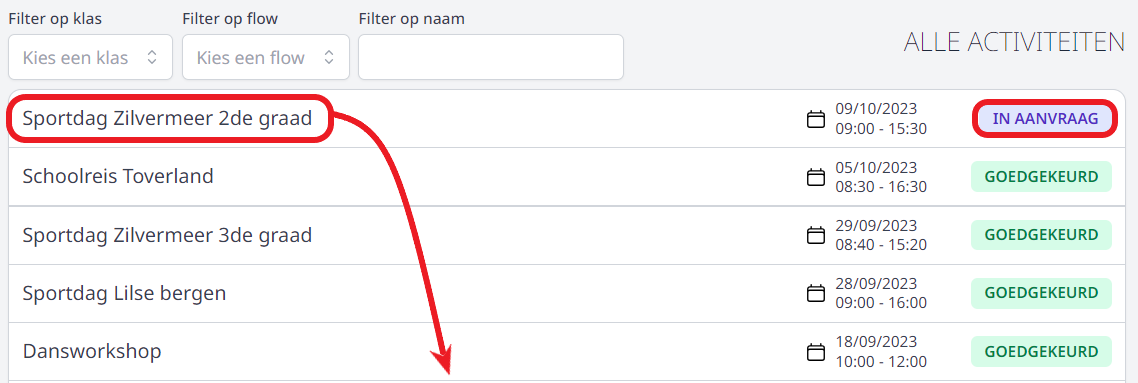 Filter op klas
Filter op flow
Filter op naam
Kies een klas
Kies een flow
ALLE ACTIVITEITEN
Sportdag Zilvermeer 2de graad
09/10/2023
09:00 - 15:30
IN AANVRAAG
Schoolreis Toverland
05/10/2023
08:30 - 16:30
GOEDGEKEURD
Sportdag Zilvermeer 3de graad
29/09/2023
08:40 - 15:20
GOEDGEKEURD
Sportdag Lilse bergen
28/09/2023
09:00 - 16:00
GOEDGEKEURD
Dansworkshop
18/09/2023
10:00 - 12:00
GOEDGEKEURD